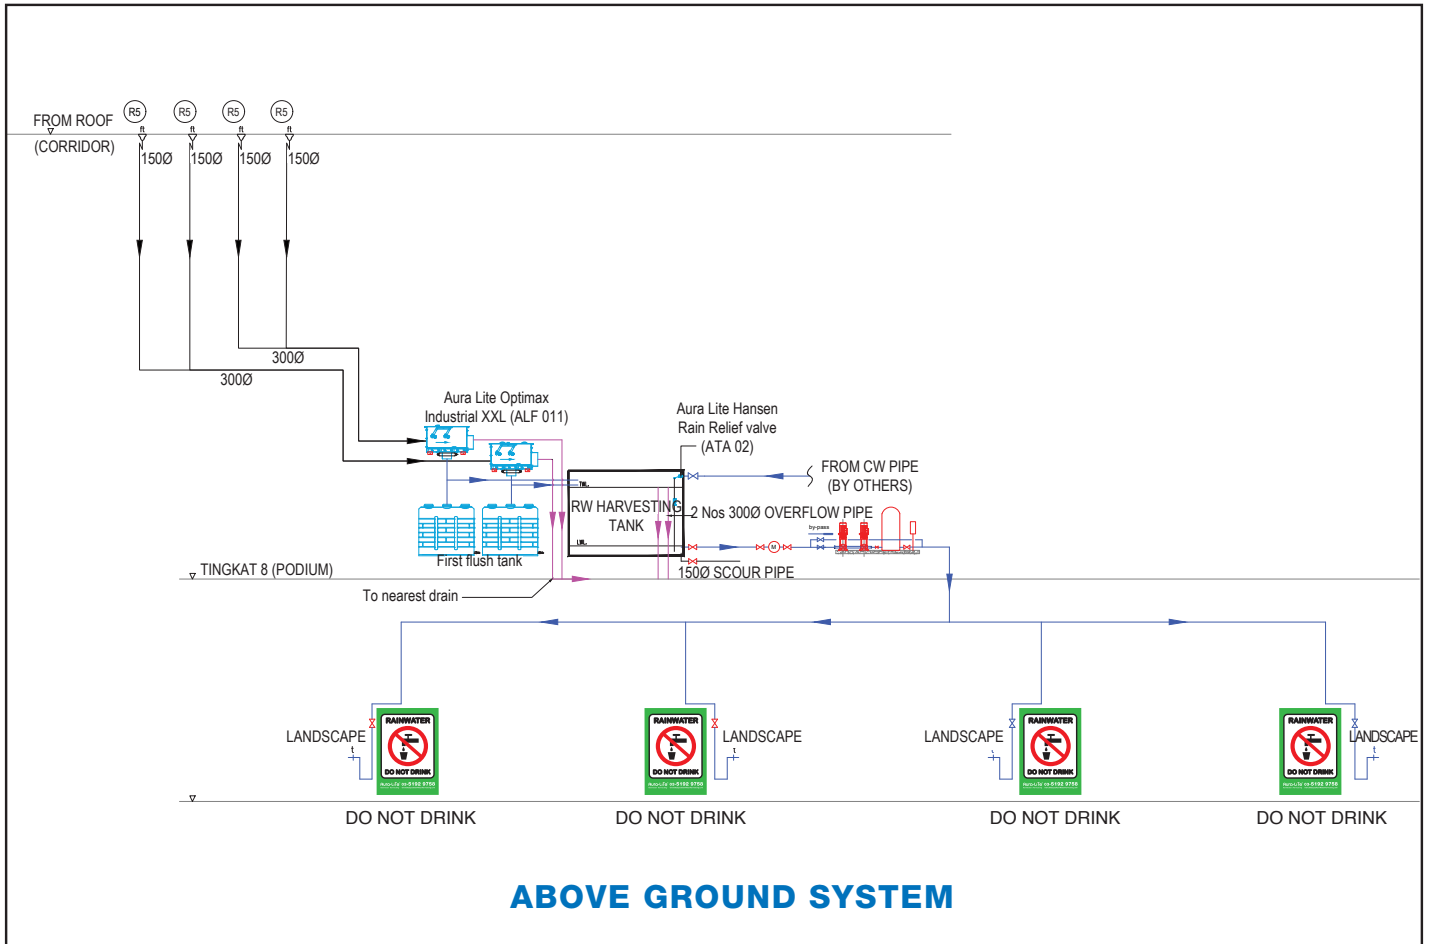 R5 R5 R5 R5
FROM ROOF
(CORRIDOR)
ft ft ft ft
150Ø 150Ø 150Ø 150Ø
300Ø
300Ø
Aura Lite Optimax
Industrial XXL (ALF 011)
Aura Lite Hansen
Rain Relief valve
(ATA 02)
FROM CW PIPE
(BY OTHERS)
RW HARVESTING
TANK
2 Nos 300Ø OVERFLOW PIPE
by-pass
M
First flush tank
150Ø SCOUR PIPE
TINGKAT 8 (PODIUM)
To nearest drain
RAINWATER
DO NOT DRINK
RAINWATER
DO NOT DRINK
RAINWATER
DO NOT DRINK
RAINWATER
DO NOT DRINK
LANDSCAPE LANDSCAPE LANDSCAPE LANDSCAPE
DO NOT DRINK DO NOT DRINK DO NOT DRINK DO NOT DRINK
ABOVE GROUND SYSTEM